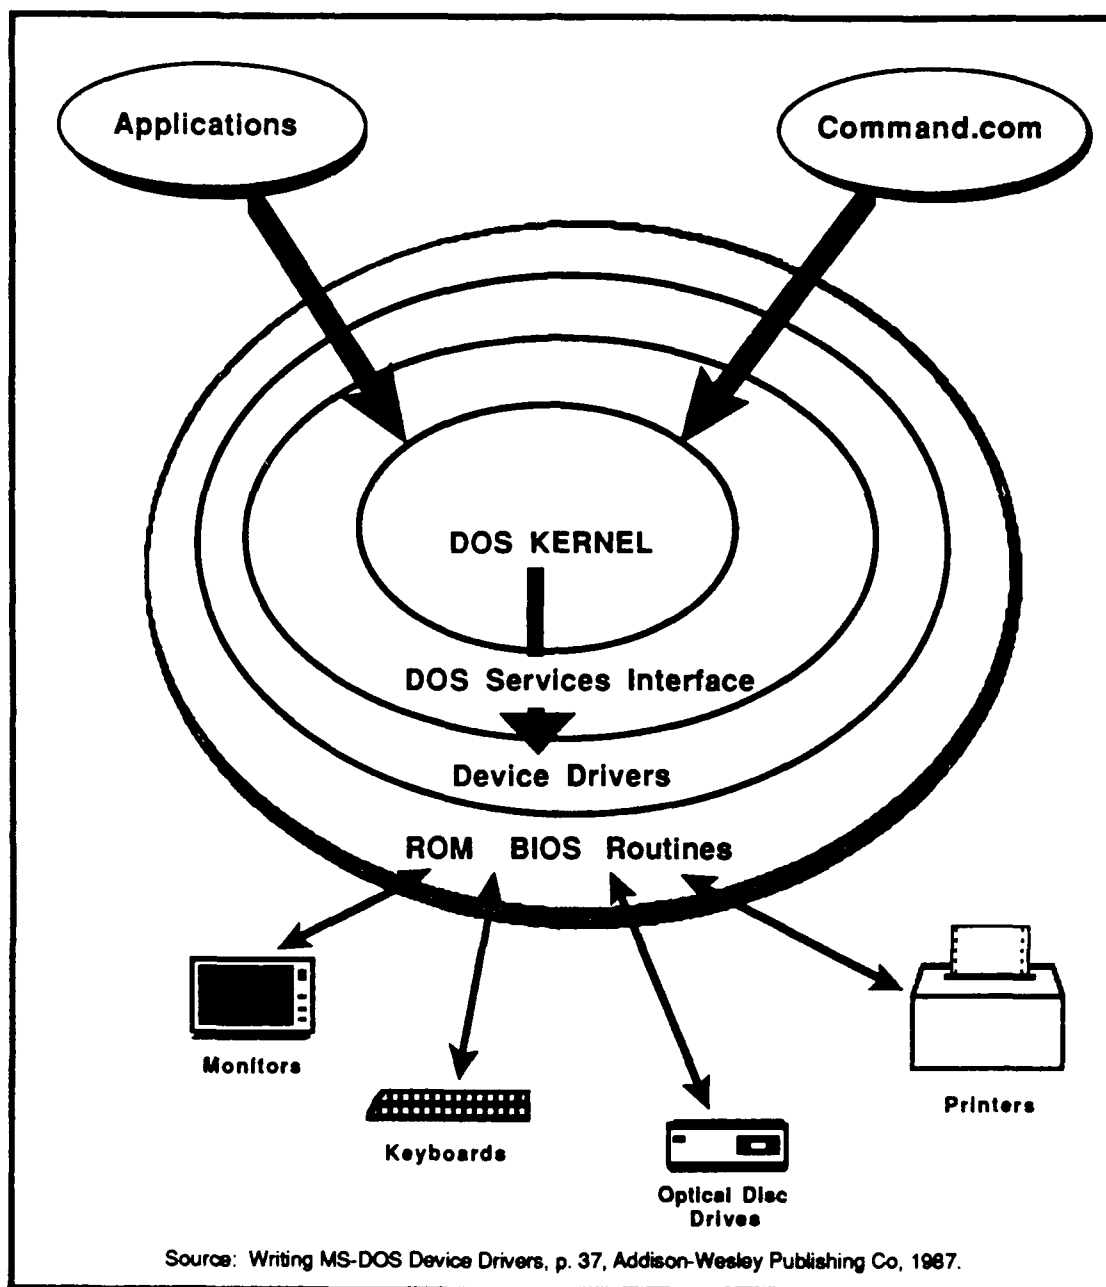 Applications
Command.com
DOS KERNEL
DOS Services Interface
Device Drivers
ROM BIOS Routines
Monitors
Keyboards
Optical Disc
Drives
Printers
Source: Writing MS-DOS Device Drivers, p. 37, Addison-Wesley Publishing Co, 1987.